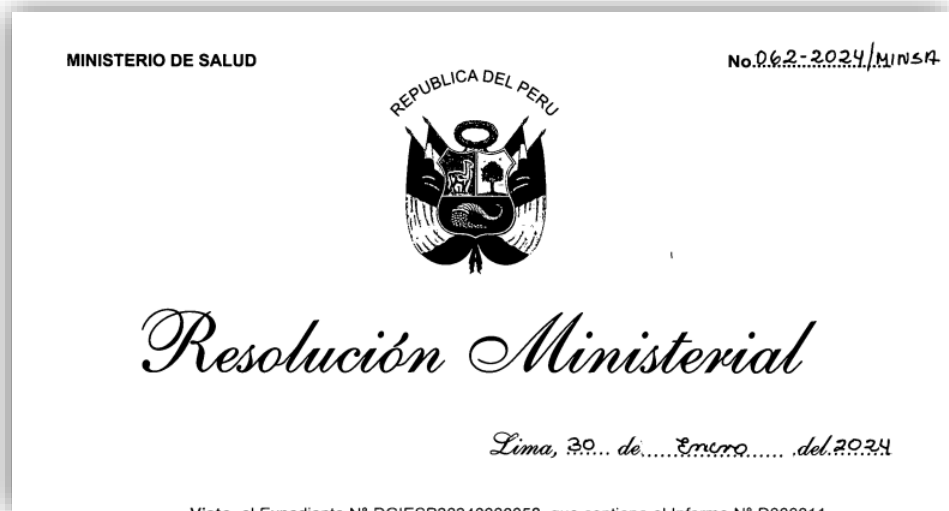 MINISTERIO DE SALUD
No. 062-2024/MINSA
REPUBLICA DEL PERU
Resolución Ministerial
Lima, 30 de Enero del 2024